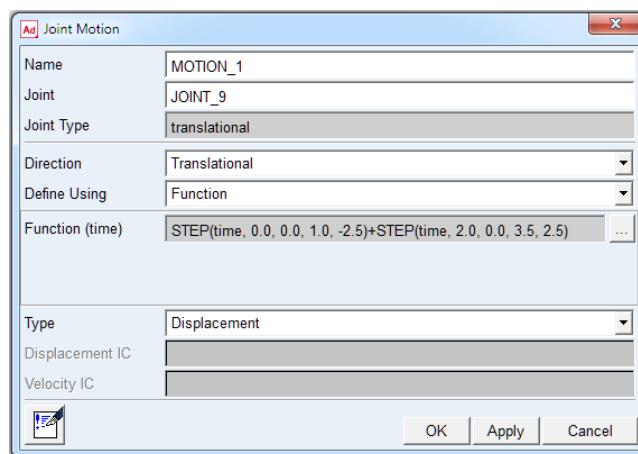 Ad Joint Motion
Name MOTION_1
Joint JOINT_9
Joint Type translational
Direction Translational
Define Using Function
Function (time) STEP(time, 0.0, 0.0, 1.0, -2.5)+STEP(time, 2.0, 0.0, 3.5, 2.5) ...
Type Displacement
Displacement IC
Velocity IC
OK Apply Cancel